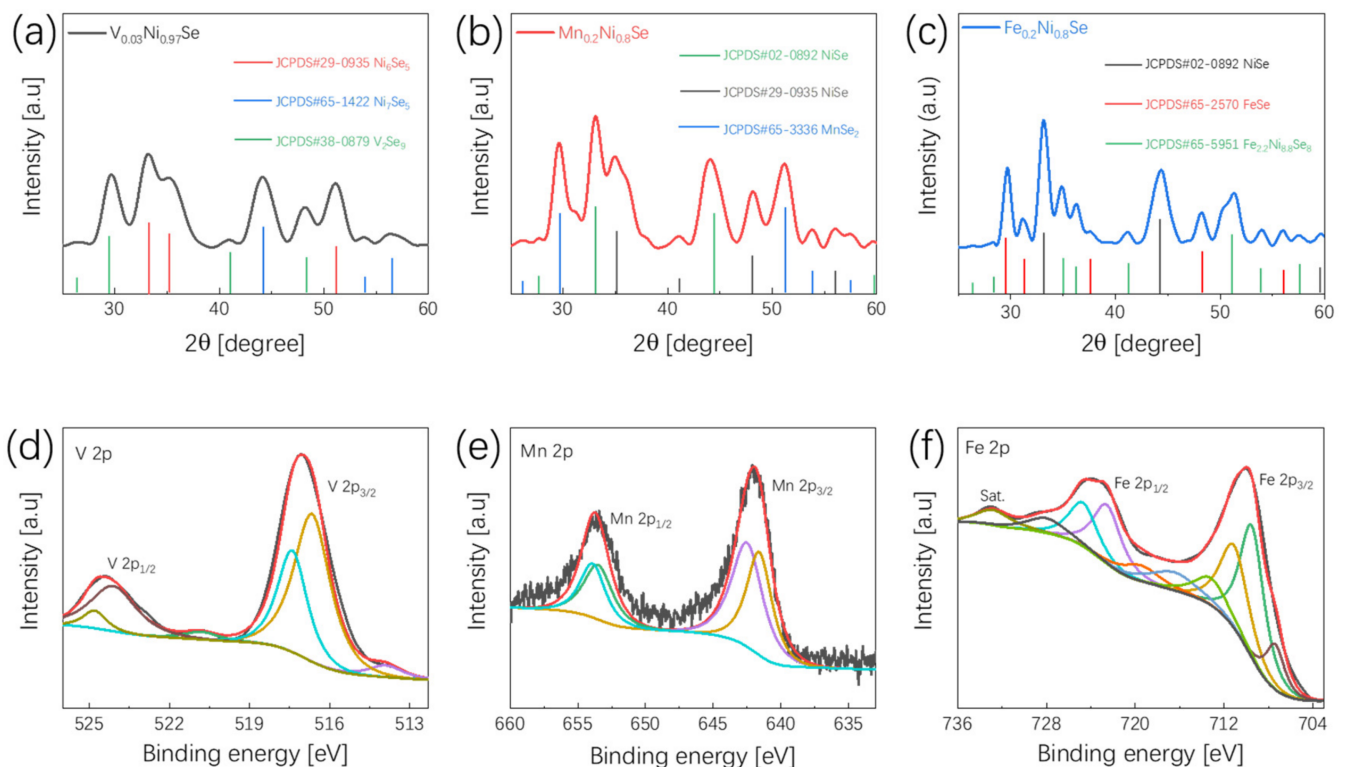 (a)
V0.03Ni0.97Se
JCPDS#29-0935 Ni6Se5
JCPDS#65-1422 Ni7Se5
JCPDS#38-0879 V2Se9
Intensity [a.u]
30 40 50 60
2θ [degree]
(b)
Mn0.2Ni0.8Se
JCPDS#02-0892 NiSe
JCPDS#29-0935 NiSe
JCPDS#65-3336 MnSe2
Intensity [a.u]
30 40 50 60
2θ [degree]
(c)
Fe0.2Ni0.8Se
JCPDS#02-0892 NiSe
JCPDS#65-2570 FeSe
JCPDS#65-5951 Fe2.2Ni8.8Se8
Intensity (a.u)
30 40 50 60
2θ [degree]
(d)
V 2p
V 2p3/2
V 2p1/2
Intensity [a.u]
525 522 519 516 513
Binding energy [eV]
(e)
Mn 2p
Mn 2p3/2
Mn 2p1/2
Intensity [a.u]
660 655 650 645 640 635
Binding energy [eV]
(f)
Fe 2p
Sat.
Fe 2p1/2
Fe 2p3/2
Intensity [a.u]
736 728 720 712 704
Binding energy [eV]